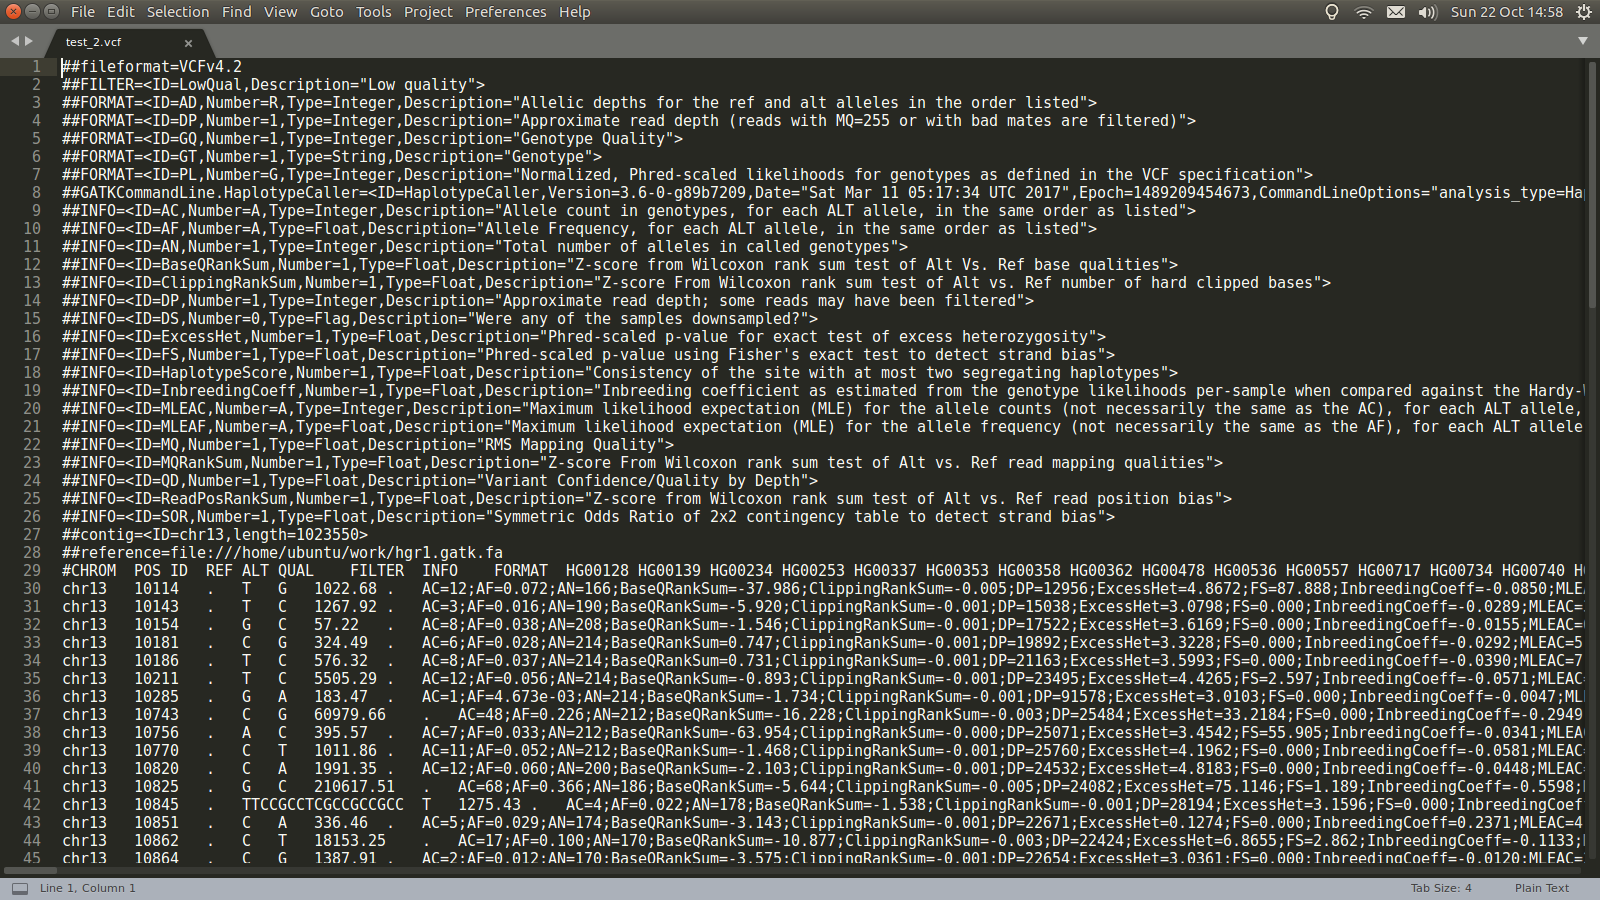 File Edit Selection Find View Goto Tools Project Preferences Help Sun 22 Oct 14:58
test_2.vcf
1 ##fileformat=VCFv4.2
2 ##FILTER=<ID=LowQual,Description="Low quality">
3 ##FORMAT=<ID=AD,Number=R,Type=Integer,Description="Allelic depths for the ref and alt alleles in the order listed">
4 ##FORMAT=<ID=DP,Number=1,Type=Integer,Description="Approximate read depth (reads with MQ=255 or with bad mates are filtered)">
5 ##FORMAT=<ID=GQ,Number=1,Type=Integer,Description="Genotype Quality">
6 ##FORMAT=<ID=GT,Number=1,Type=String,Description="Genotype">
7 ##FORMAT=<ID=PL,Number=G,Type=Integer,Description="Normalized, Phred-scaled likelihoods for genotypes as defined in the VCF specification">
8 ##GATKCommandLine.HaplotypeCaller=<ID=HaplotypeCaller,Version=3.6-0-g89b7209,Date="Sat Mar 11 05:17:34 UTC 2017",Epoch=1489209454673,CommandLineOptions="analysis_type=Hap
9 ##INFO=<ID=AC,Number=A,Type=Integer,Description="Allele count in genotypes, for each ALT allele, in the same order as listed">
10 ##INFO=<ID=AF,Number=A,Type=Float,Description="Allele Frequency, for each ALT allele, in the same order as listed">
11 ##INFO=<ID=AN,Number=1,Type=Integer,Description="Total number of alleles in called genotypes">
12 ##INFO=<ID=BaseQRankSum,Number=1,Type=Float,Description="Z-score from Wilcoxon rank sum test of Alt Vs. Ref base qualities">
13 ##INFO=<ID=ClippingRankSum,Number=1,Type=Float,Description="Z-score From Wilcoxon rank sum test of Alt vs. Ref number of hard clipped bases">
14 ##INFO=<ID=DP,Number=1,Type=Integer,Description="Approximate read depth; some reads may have been filtered">
15 ##INFO=<ID=DS,Number=0,Type=Flag,Description="Were any of the samples downsampled?">
16 ##INFO=<ID=ExcessHet,Number=1,Type=Float,Description="Phred-scaled p-value for exact test of excess heterozygosity">
17 ##INFO=<ID=FS,Number=1,Type=Float,Description="Phred-scaled p-value using Fisher's exact test to detect strand bias">
18 ##INFO=<ID=HaplotypeScore,Number=1,Type=Float,Description="Consistency of the site with at most two segregating haplotypes">
19 ##INFO=<ID=InbreedingCoeff,Number=1,Type=Float,Description="Inbreeding coefficient as estimated from the genotype likelihoods per-sample when compared against the Hardy-W
20 ##INFO=<ID=MLEAC,Number=A,Type=Integer,Description="Maximum likelihood expectation (MLE) for the allele counts (not necessarily the same as the AC), for each ALT allele,
21 ##INFO=<ID=MLEAF,Number=A,Type=Float,Description="Maximum likelihood expectation (MLE) for the allele frequency (not necessarily the same as the AF), for each ALT allele
22 ##INFO=<ID=MQ,Number=1,Type=Float,Description="RMS Mapping Quality">
23 ##INFO=<ID=MQRankSum,Number=1,Type=Float,Description="Z-score From Wilcoxon rank sum test of Alt vs. Ref read mapping qualities">
24 ##INFO=<ID=QD,Number=1,Type=Float,Description="Variant Confidence/Quality by Depth">
25 ##INFO=<ID=ReadPosRankSum,Number=1,Type=Float,Description="Z-score from Wilcoxon rank sum test of Alt vs. Ref read position bias">
26 ##INFO=<ID=SOR,Number=1,Type=Float,Description="Symmetric Odds Ratio of 2x2 contingency table to detect strand bias">
27 ##contig=<ID=chr13,length=1023550>
28 ##reference=file:///home/ubuntu/work/hgr1.gatk.fa
29 #CHROM POS ID REF ALT QUAL FILTER INFO FORMAT HG00128 HG00139 HG00234 HG00253 HG00337 HG00353 HG00358 HG00362 HG00478 HG00536 HG00557 HG00717 HG00734 HG00740
30 chr13 10114 . T G 1022.68 . AC=12;AF=0.072;AN=166;BaseQRankSum=-37.986;ClippingRankSum=-0.005;DP=12956;ExcessHet=4.8672;FS=87.888;InbreedingCoeff=-0.0850;MLE
31 chr13 10143 . T C 1267.92 . AC=3;AF=0.016;AN=190;BaseQRankSum=-5.920;ClippingRankSum=-0.001;DP=15038;ExcessHet=3.0798;FS=0.000;InbreedingCoeff=-0.0289;MLEAC=
32 chr13 10154 . G C 57.22 . AC=8;AF=0.038;AN=208;BaseQRankSum=-1.546;ClippingRankSum=-0.001;DP=17522;ExcessHet=3.6169;FS=0.000;InbreedingCoeff=-0.0155;MLEAC=
33 chr13 10181 . C G 324.49 . AC=6;AF=0.028;AN=214;BaseQRankSum=0.747;ClippingRankSum=-0.001;DP=19892;ExcessHet=3.3228;FS=0.000;InbreedingCoeff=-0.0292;MLEAC=5
34 chr13 10186 . T C 576.32 . AC=8;AF=0.037;AN=214;BaseQRankSum=0.731;ClippingRankSum=-0.001;DP=21163;ExcessHet=3.5993;FS=0.000;InbreedingCoeff=-0.0390;MLEAC=7
35 chr13 10211 . T C 5505.29 . AC=12;AF=0.056;AN=214;BaseQRankSum=-0.893;ClippingRankSum=-0.001;DP=23495;ExcessHet=4.4265;FS=2.597;InbreedingCoeff=-0.0571;MLEAC=
36 chr13 10285 . G A 183.47 . AC=1;AF=4.673e-03;AN=214;BaseQRankSum=-1.734;ClippingRankSum=-0.001;DP=91578;ExcessHet=3.0103;FS=0.000;InbreedingCoeff=-0.0047;MLE
37 chr13 10743 . C G 60979.66 . AC=48;AF=0.226;AN=212;BaseQRankSum=-16.228;ClippingRankSum=-0.003;DP=25484;ExcessHet=33.2184;FS=0.000;InbreedingCoeff=-0.2949
38 chr13 10756 . A C 395.57 . AC=7;AF=0.033;AN=212;BaseQRankSum=-63.954;ClippingRankSum=-0.000;DP=25071;ExcessHet=3.4542;FS=55.905;InbreedingCoeff=-0.0341;MLEA
39 chr13 10770 . C T 1011.86 . AC=11;AF=0.052;AN=212;BaseQRankSum=-1.468;ClippingRankSum=-0.001;DP=25760;ExcessHet=4.1962;FS=0.000;InbreedingCoeff=-0.0581;MLEAC=
40 chr13 10820 . C A 1991.35 . AC=12;AF=0.060;AN=200;BaseQRankSum=-2.103;ClippingRankSum=-0.001;DP=24532;ExcessHet=4.8183;FS=0.000;InbreedingCoeff=-0.0448;MLEAC=
41 chr13 10825 . G C 210617.51 . AC=68;AF=0.366;AN=186;BaseQRankSum=-5.644;ClippingRankSum=-0.005;DP=24082;ExcessHet=75.1146;FS=1.189;InbreedingCoeff=-0.5598;
42 chr13 10845 . TTCCGCCTCGCCGCCGCC T 1275.43 . AC=4;AF=0.022;AN=178;BaseQRankSum=-1.538;ClippingRankSum=-0.001;DP=28194;ExcessHet=3.1596;FS=0.000;InbreedingCoef
43 chr13 10851 . C A 336.46 . AC=5;AF=0.029;AN=174;BaseQRankSum=-3.143;ClippingRankSum=-0.001;DP=22671;ExcessHet=0.1274;FS=0.000;InbreedingCoeff=0.2371;MLEAC=4
44 chr13 10862 . C T 18153.25 . AC=17;AF=0.100;AN=170;BaseQRankSum=-10.877;ClippingRankSum=-0.003;DP=22424;ExcessHet=6.8655;FS=2.862;InbreedingCoeff=-0.1133;
45 chr13 10864 . C G 1387.91 . AC=2;AF=0.012;AN=170;BaseQRankSum=-3.575;ClippingRankSum=-0.001;DP=22654;ExcessHet=3.0361;FS=0.000;InbreedingCoeff=-0.0120;MLEAC=
Line 1, Column 1 Tab Size: 4 Plain Text